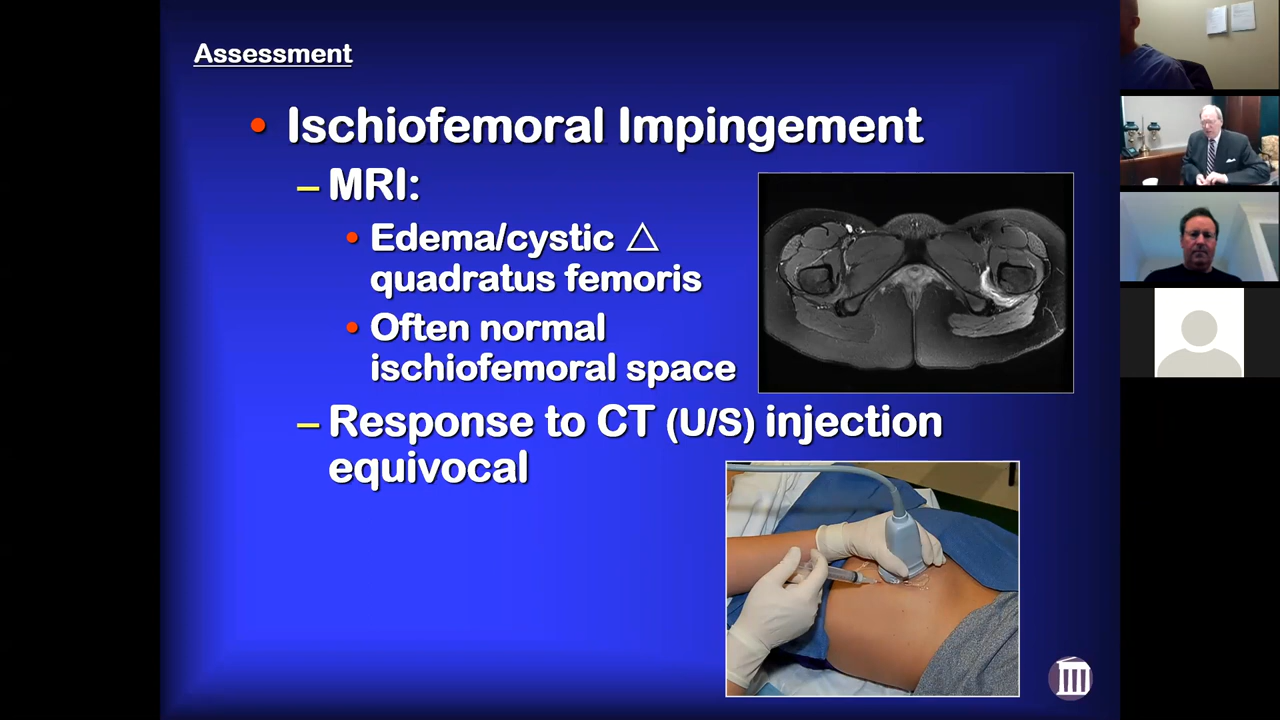 Assessment
• Ischiofemoral Impingement
– MRI:
• Edema/cystic △
quadratus femoris
• Often normal
ischiofemoral space
– Response to CT (U/S) injection
equivocal